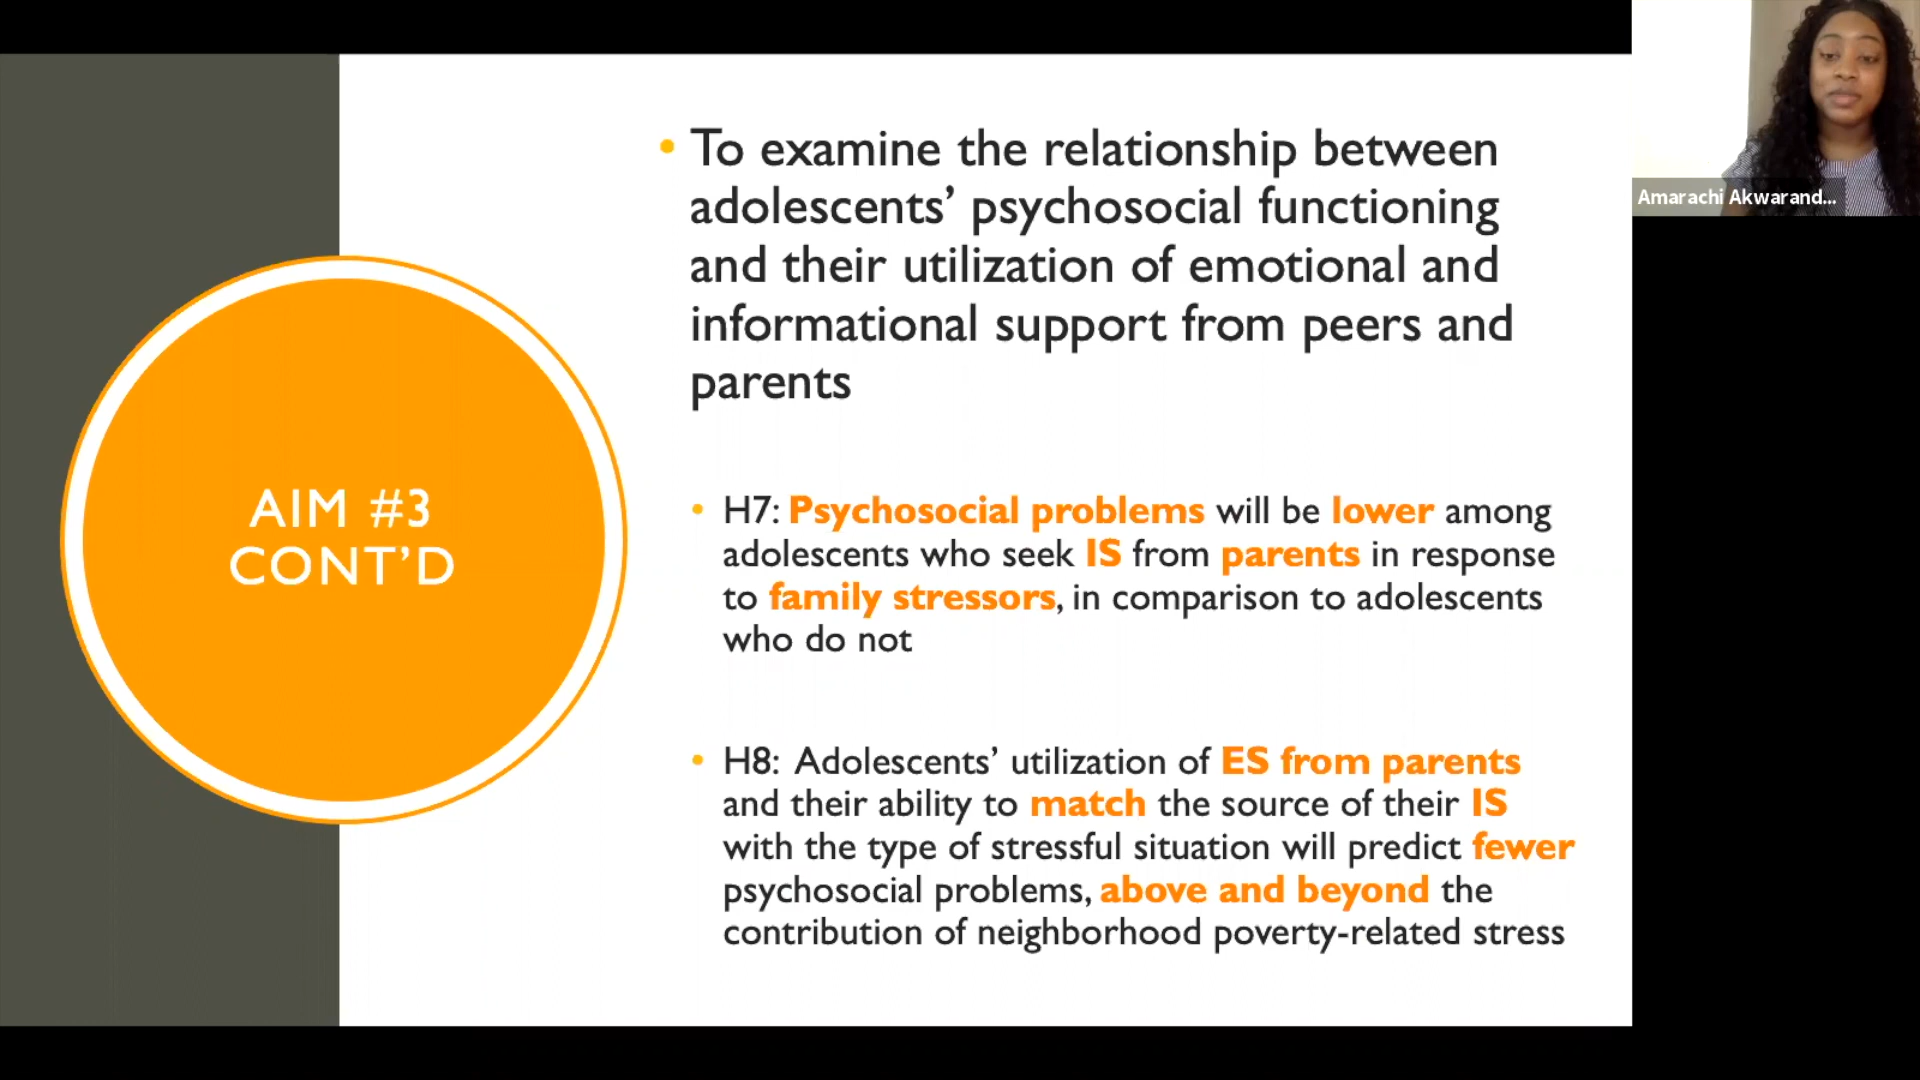 AIM #3
CONT’D
• To examine the relationship between
adolescents’ psychosocial functioning
and their utilization of emotional and
informational support from peers and
parents
• H7: Psychosocial problems will be lower among
adolescents who seek IS from parents in response
to family stressors, in comparison to adolescents
who do not
• H8: Adolescents’ utilization of ES from parents
and their ability to match the source of their IS
with the type of stressful situation will predict fewer
psychosocial problems, above and beyond the
contribution of neighborhood poverty-related stress
Amarachi Akwarand...